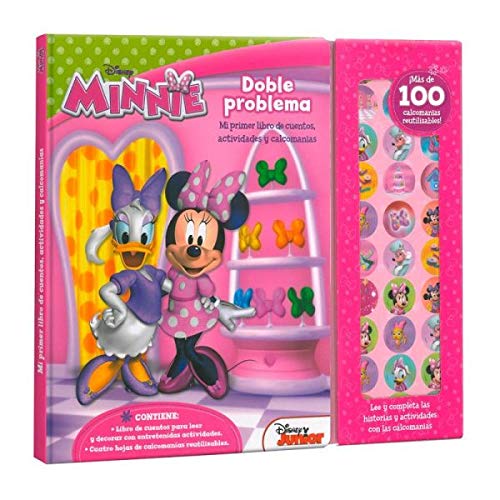 Disney
MINNIE
Doble
problema
Mi primer libro de cuentos,
actividades y calcomanías
CONTIENE:
• Libro de cuentos para leer
y decorar con entretenidas actividades.
• Cuatro hojas de calcomanías reutilizables.
Disney
Junior
¡Más de
100
calcomanías
reutilizables!
Lee y completa las
historias y actividades
con las calcomanías
Mi primer libro de cuentos, actividades y calcomanías